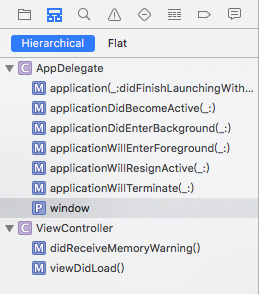 Hierarchical Flat
C AppDelegate
M application(_:didFinishLaunchingWith...
M applicationDidBecomeActive(_:)
M applicationDidEnterBackground(_:)
M applicationWillEnterForeground(_:)
M applicationWillResignActive(_:)
M applicationWillTerminate(_:)
P window
C ViewController
M didReceiveMemoryWarning()
M viewDidLoad()